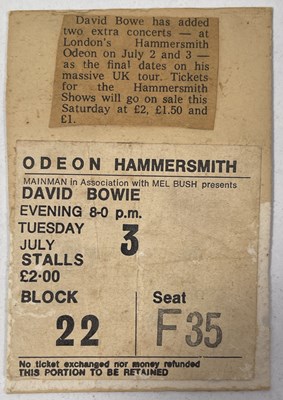 David Bowe has added
two extra concerts — at
London's Hammersmith
Odeon on July 2 and 3 —
as the final dates on his
massive UK tour. Tickets
for the Hammersmith
Shows will go on sale this
Saturday at £2, £1.50 and
£1.
ODEON HAMMERSMITH
MAINMAN in Association with MEL BUSH presents
DAVID BOWIE
EVENING 8-0 p.m.
TUESDAY 3
JULY
STALLS
£2·00
BLOCK Seat
22 F35
No ticket exchanged nor money refunded
THIS PORTION TO BE RETAINED